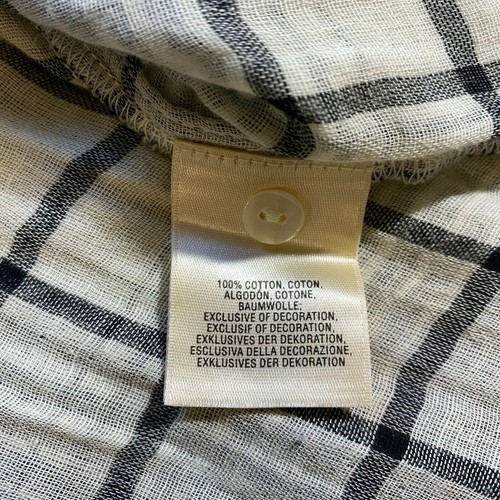 100% COTTON, COTON,
ALGODÓN, COTONE,
BAUMWOLLE;
EXCLUSIVE OF DECORATION,
EXCLUSIF OF DECORATION,
EXKLUSIVES DER DEKORATION,
ESCLUSIVA DELLA DECORAZIONE,
EXKLUSIVES DER DEKORATION